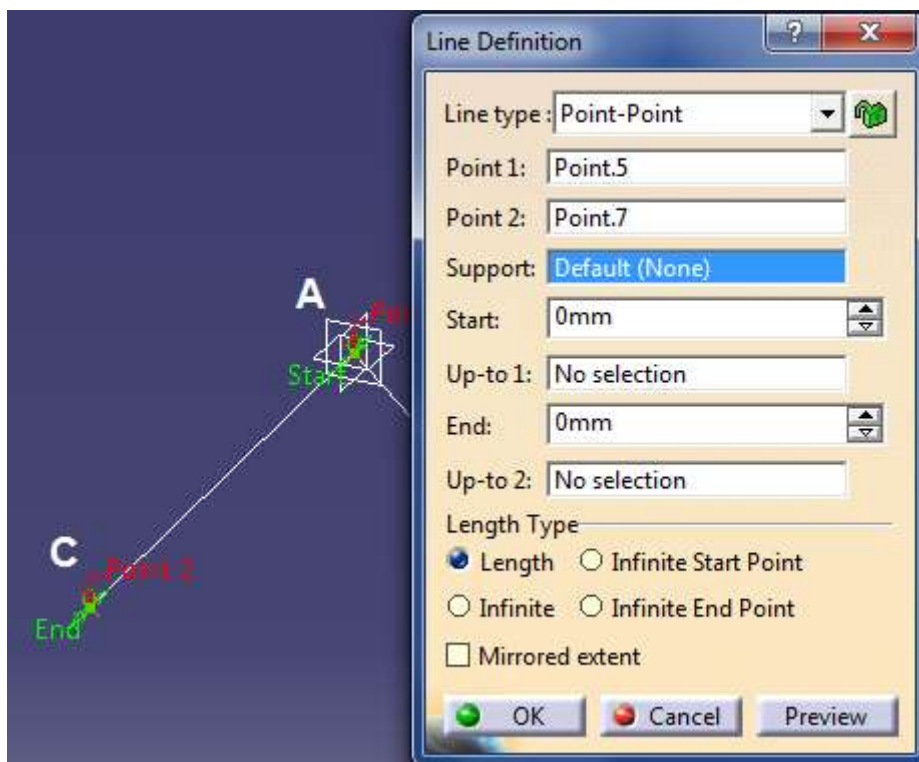 Line Definition
?
X
Line type : Point-Point
Point 1: Point.5
Point 2: Point.7
Support: Default (None)
Start: 0mm
Up-to 1: No selection
End: 0mm
Up-to 2: No selection
Length Type
Length
Infinite Start Point
Infinite
Infinite End Point
Mirrored extent
OK
Cancel
Preview
A
Start
C
Point 2
End